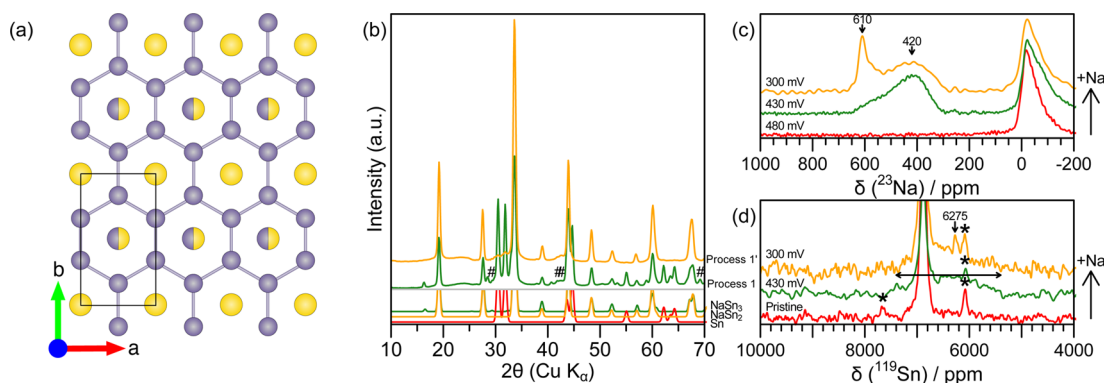 (a)
b
a
(b)
Intensity (a.u.)
#
##
#
Process 1'
Process 1
NaSn3
NaSn2
Sn
10 20 30 40 50 60 70
2θ (Cu Kα)
(c)
610
420
300 mV
430 mV
480 mV
+Na
1000 800 600 400 200 0 -200
δ (²³Na) / ppm
(d)
6275
*
*
300 mV
430 mV
*
*
Pristine
+Na
10000 8000 6000 4000
δ (¹¹⁹Sn) / ppm